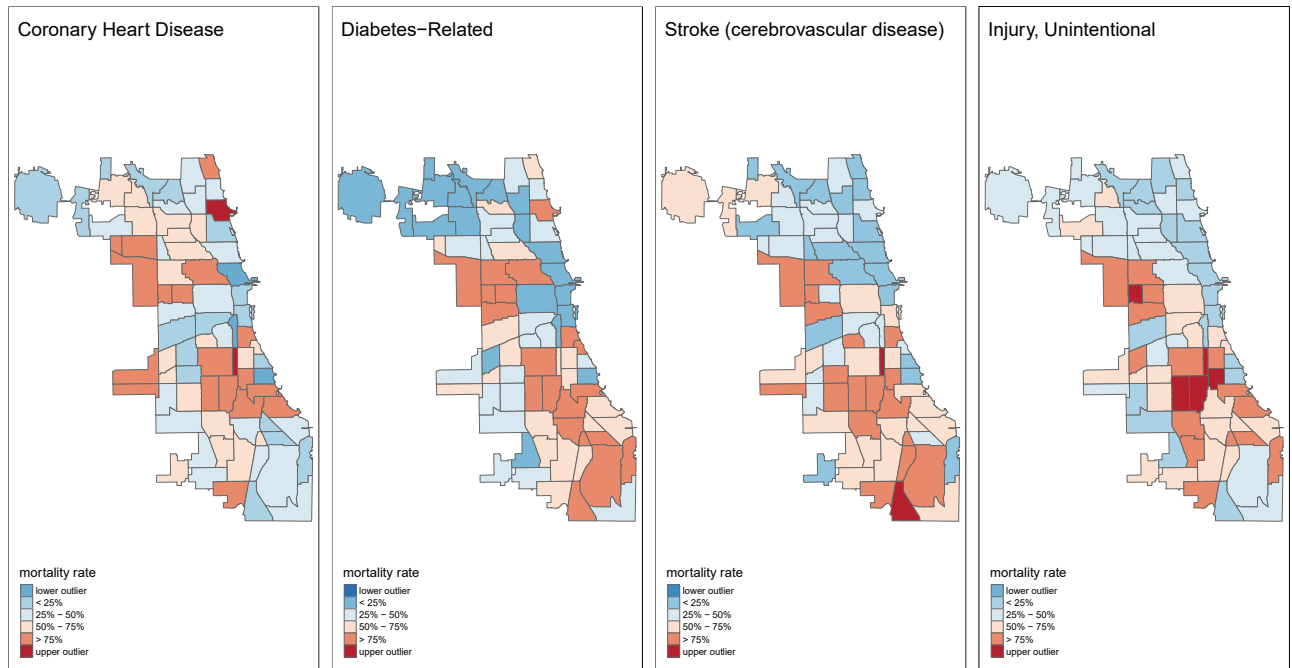 Coronary Heart Disease
mortality rate
lower outlier
< 25%
25% − 50%
50% − 75%
> 75%
upper outlier
Diabetes−Related
mortality rate
lower outlier
< 25%
25% − 50%
50% − 75%
> 75%
upper outlier
Stroke (cerebrovascular disease)
mortality rate
lower outlier
< 25%
25% − 50%
50% − 75%
> 75%
upper outlier
Injury, Unintentional
mortality rate
lower outlier
< 25%
25% − 50%
50% − 75%
> 75%
upper outlier